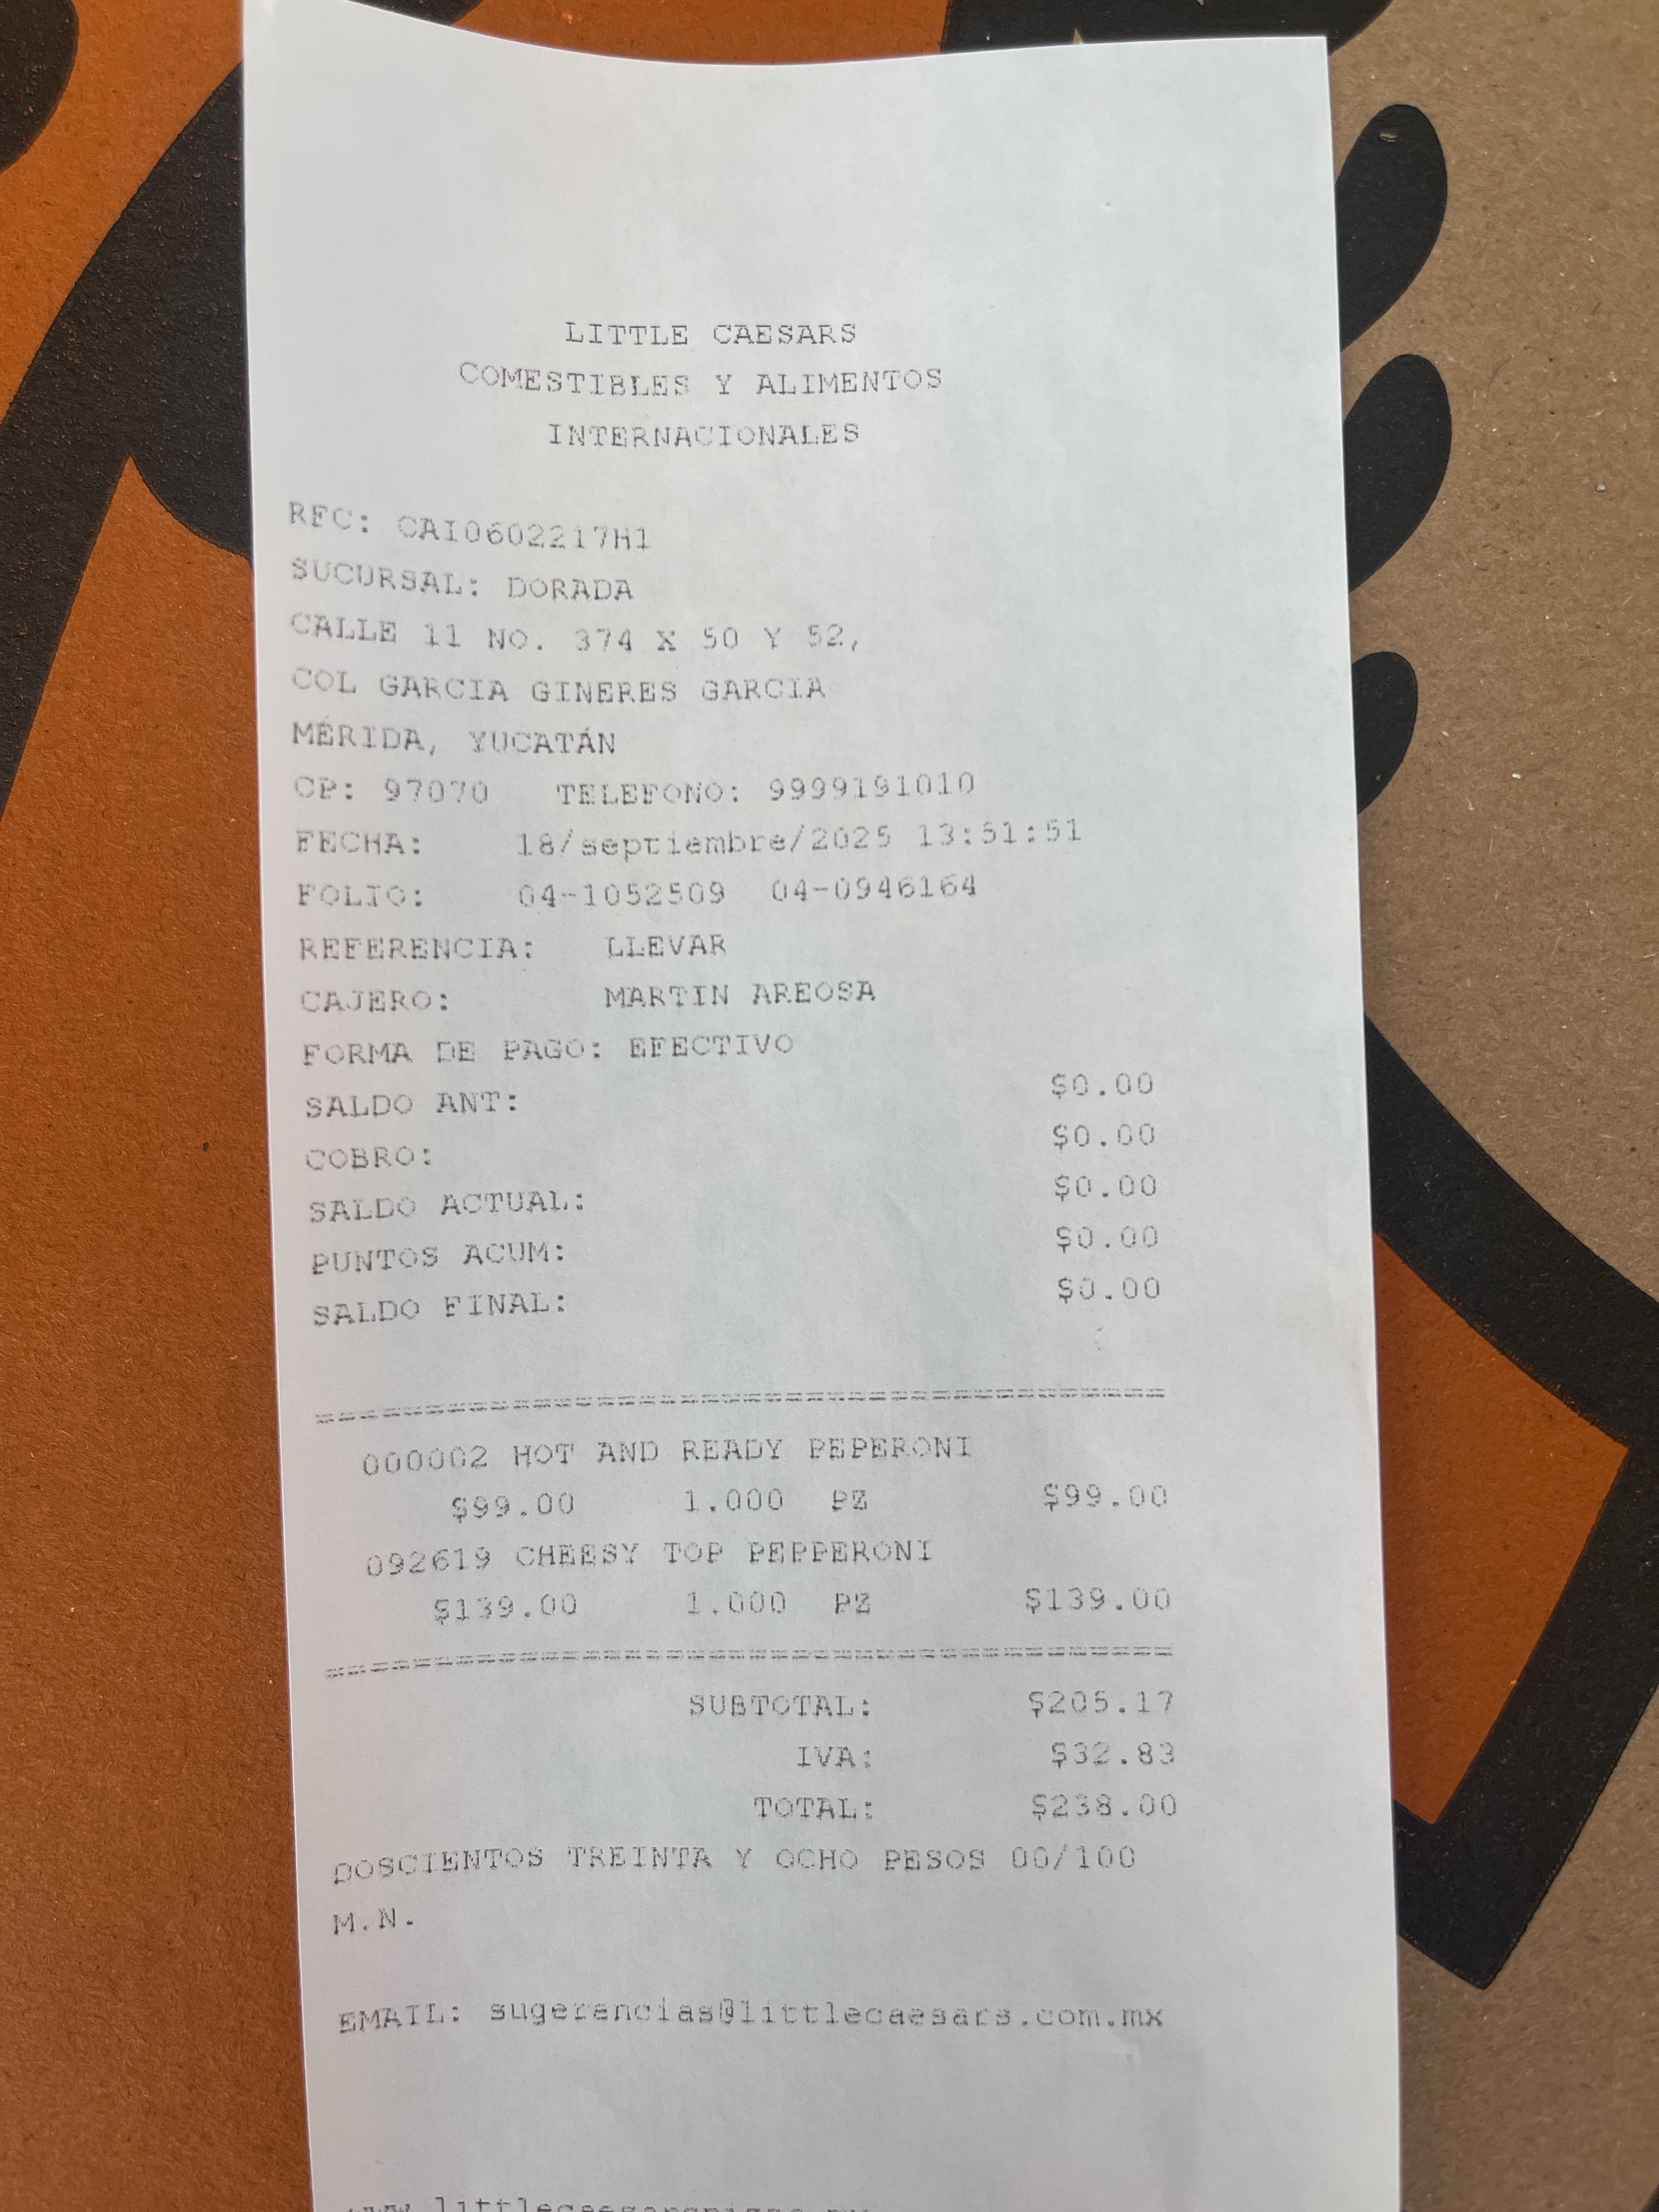 LITTLE CAESARS
COMESTIBLES Y ALIMENTOS
INTERNACIONALES
RFC: CAI0602217H1
SUCURSAL: DORADA
CALLE 11 NO. 374 X 50 Y 52,
COL GARCIA GINERES GARCIA
MÉRIDA, YUCATÁN
CP: 97070 TELEFONO: 9999191010
FECHA: 18/septiembre/2025 13:51:51
FOLIO: 04-1052509 04-0946164
REFERENCIA: LLEVAR
CAJERO: MARTIN AREOSA
FORMA DE PAGO: EFECTIVO
SALDO ANT: $0.00
COBRO: $0.00
SALDO ACTUAL: $0.00
PUNTOS ACUM: $0.00
SALDO FINAL: $0.00
000002 HOT AND READY PEPERONI
$99.00 1.000 PZ $99.00
092619 CHEESY TOP PEPPERONI
$139.00 1.000 PZ $139.00
SUBTOTAL: $205.17
IVA: $32.83
TOTAL: $238.00
DOSCIENTOS TREINTA Y OCHO PESOS 00/100
M.N.
EMAIL: sugerencias@littlecaesars.com.mx